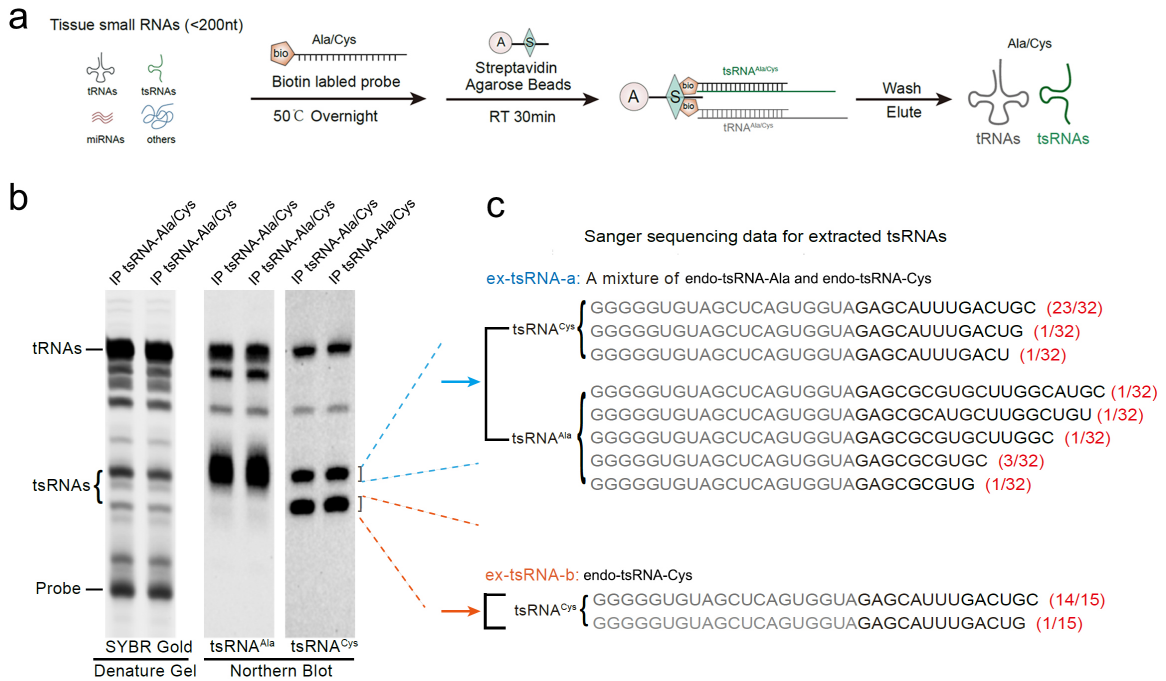 a
Tissue small RNAs (<200nt)
tRNAs
tsRNAs
miRNAs
others
bio
Ala/Cys
Biotin labled probe
50℃ Overnight
A
S
Streptavidin
Agarose Beads
RT 30min
A
S
bio
bio
tsRNAAla/Cys
tRNAAla/Cys
Wash
Elute
Ala/Cys
tRNAs
tsRNAs
b
IP tsRNA-Ala/Cys
IP tsRNA-Ala/Cys
IP tsRNA-Ala/Cys
IP tsRNA-Ala/Cys
IP tsRNA-Ala/Cys
IP tsRNA-Ala/Cys
tRNAs
tsRNAs
Probe
SYBR Gold
tsRNAAla
tsRNACys
Denature Gel
Northern Blot
c
Sanger sequencing data for extracted tsRNAs
ex-tsRNA-a: A mixture of endo-tsRNA-Ala and endo-tsRNA-Cys
tsRNACys
GGGGGUGUAGCUCAGUGGUAGAGCAUUUGACUGC (23/32)
GGGGGUGUAGCUCAGUGGUAGAGCAUUUGACUG (1/32)
GGGGGUGUAGCUCAGUGGUAGAGCAUUUGACU (1/32)
tsRNAAla
GGGGGUGUAGCUCAGUGGUAGAGCGCGUGCUUGGCAUGC (1/32)
GGGGGUGUAGCUCAGUGGUAGAGCGCAUGCUUGGCUGU (1/32)
GGGGGUGUAGCUCAGUGGUAGAGCGCGUGCUUGGC (1/32)
GGGGGUGUAGCUCAGUGGUAGAGCGCGUGC (3/32)
GGGGGUGUAGCUCAGUGGUAGAGCGCGUG (1/32)
ex-tsRNA-b: endo-tsRNA-Cys
tsRNACys
GGGGGUGUAGCUCAGUGGUAGAGCAUUUGACUGC (14/15)
GGGGGUGUAGCUCAGUGGUAGAGCAUUUGACUG (1/15)